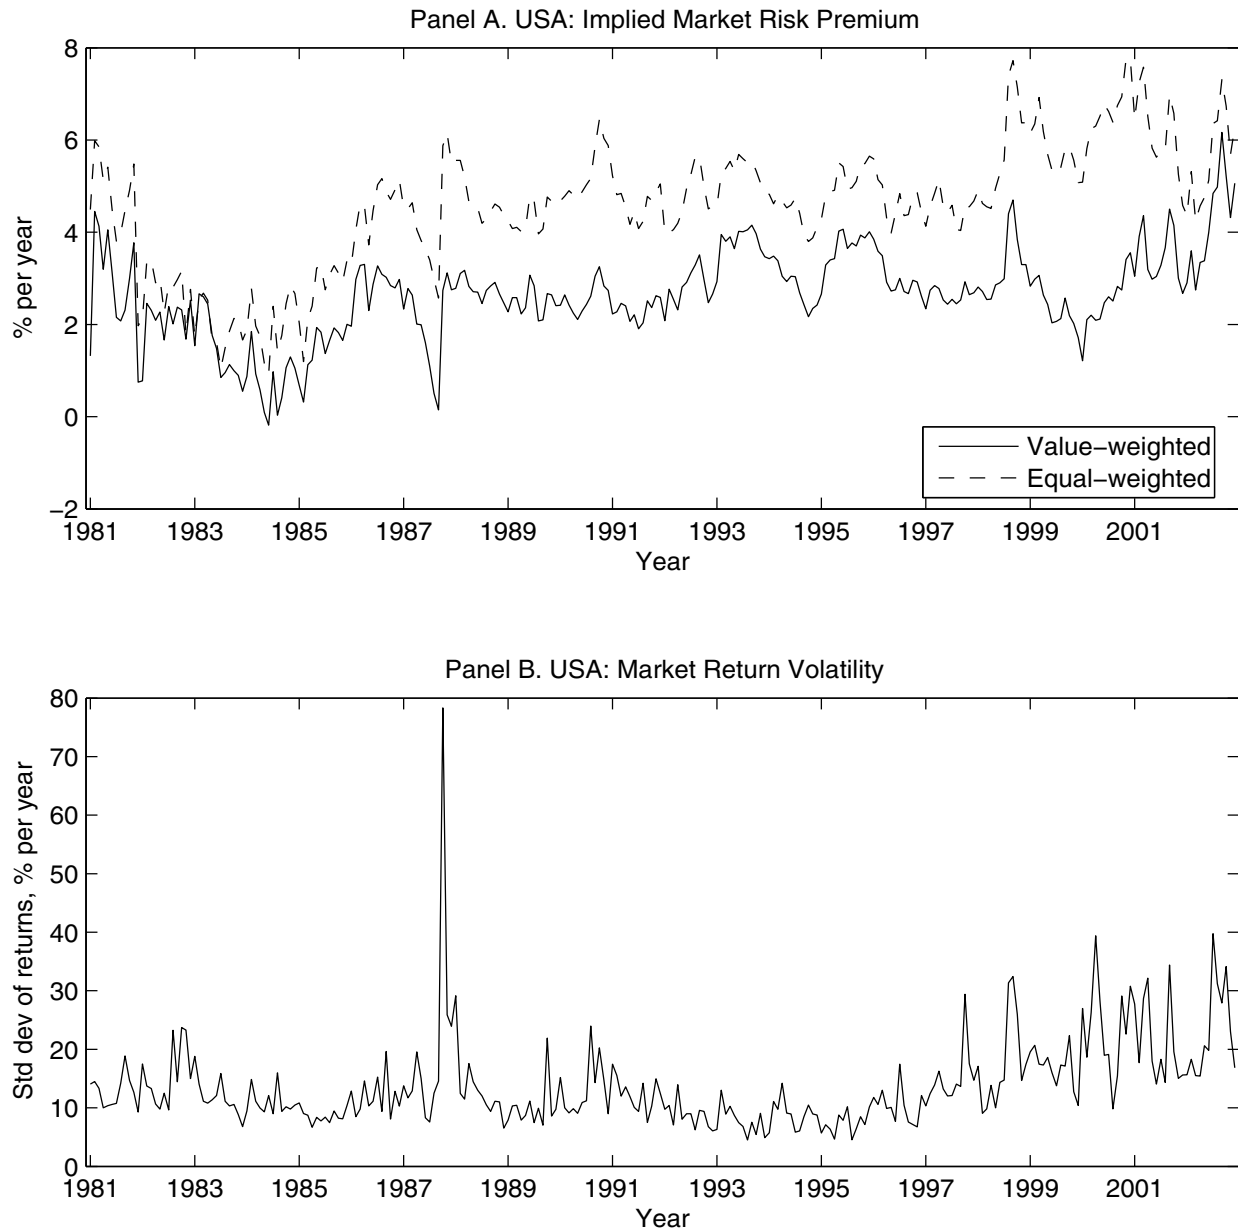 Panel A. USA: Implied Market Risk Premium
8
6
4
2
0
−2
% per year
Value−weighted
Equal−weighted
1981 1983 1985 1987 1989 1991 1993 1995 1997 1999 2001
Year
Panel B. USA: Market Return Volatility
80
70
60
50
40
30
20
10
0
Std dev of returns, % per year
1981 1983 1985 1987 1989 1991 1993 1995 1997 1999 2001
Year